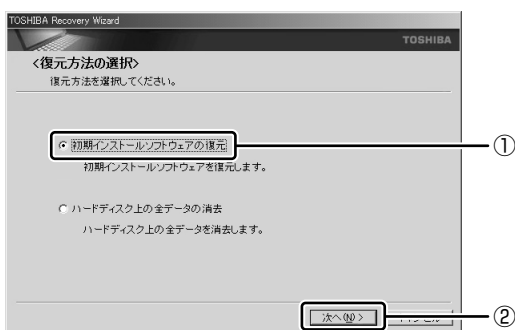 TOSHIBA Recovery Wizard
TOSHIBA
<復元方法の選択>
復元方法を選択してください。
初期インストールソフトウェアの復元 ①
初期インストールソフトウェアを復元します。
ハードディスク上の全データの消去
ハードディスク上の全データを消去します。
次へ(N) > ②